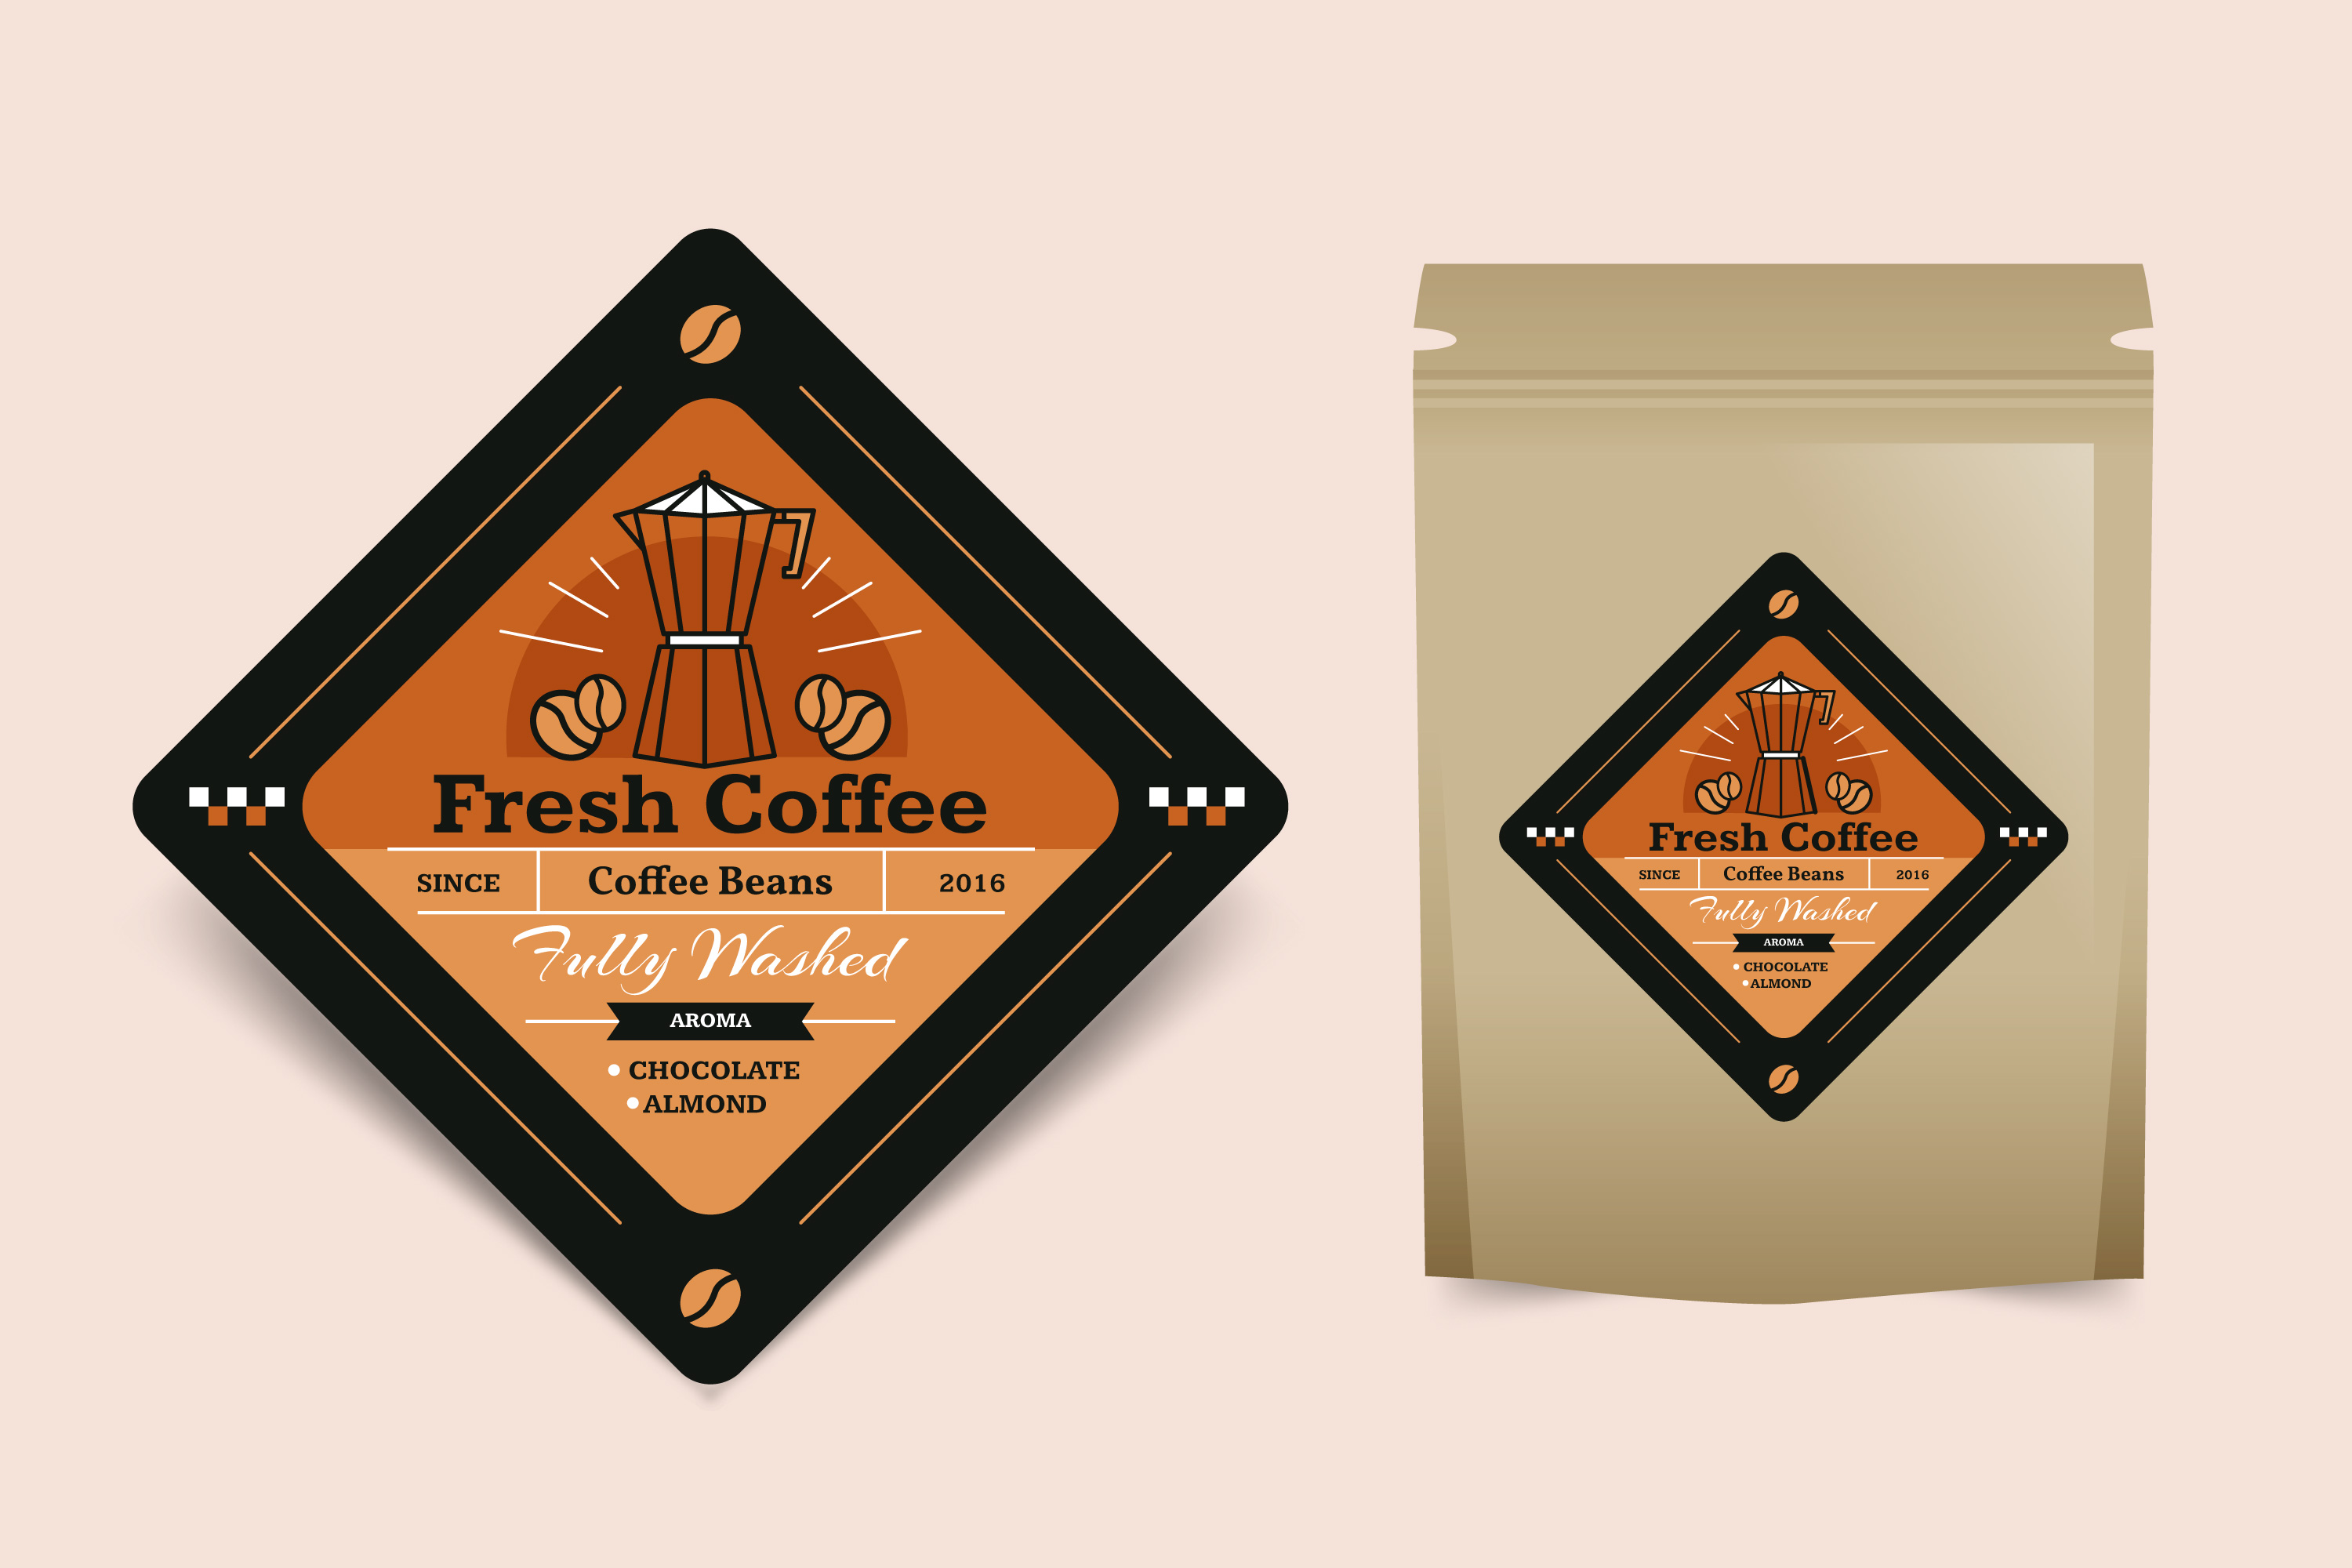 Fresh Coffee
SINCE Coffee Beans 2016
Fully Washed
AROMA
CHOCOLATE
ALMOND
Fresh Coffee
SINCE Coffee Beans 2016
Fully Washed
AROMA
CHOCOLATE
ALMOND